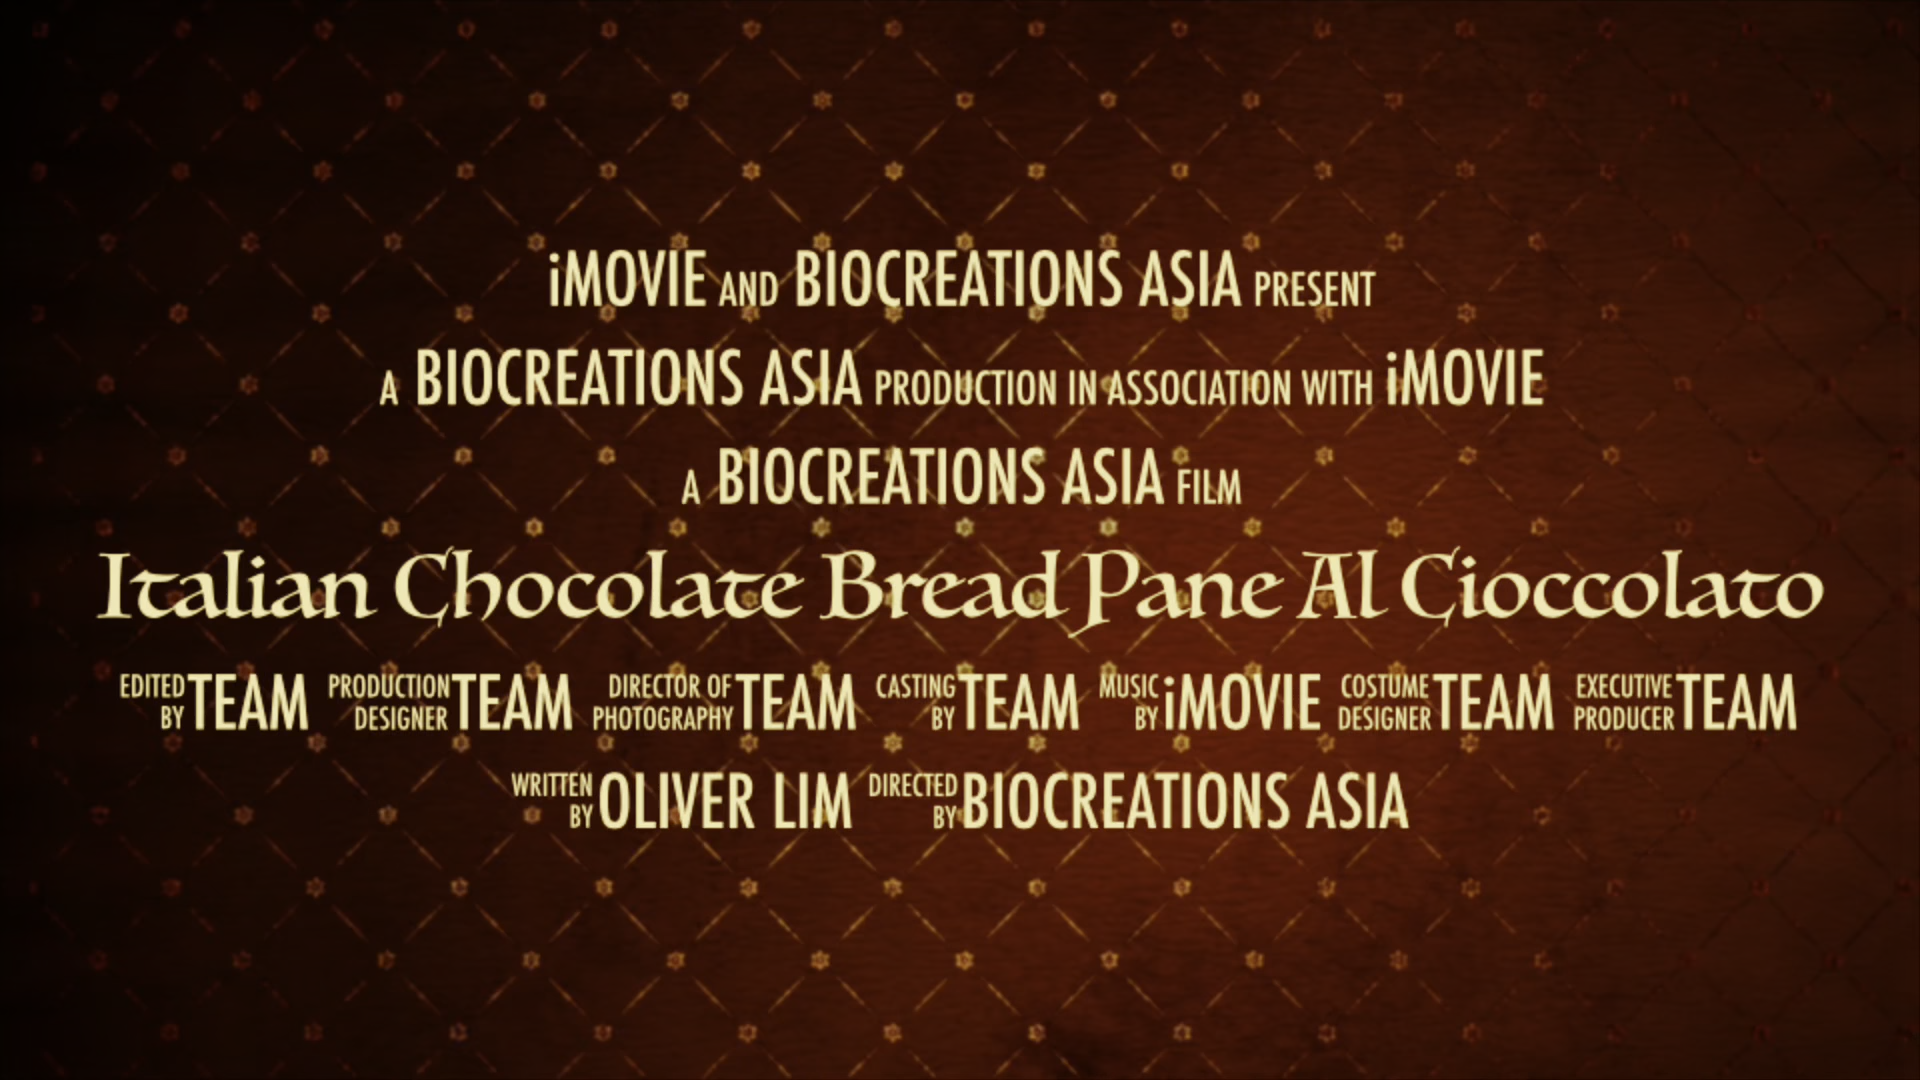 iMOVIE AND BIOCREATIONS ASIA PRESENT
A BIOCREATIONS ASIA PRODUCTION IN ASSOCIATION WITH iMOVIE
A BIOCREATIONS ASIA FILM
Italian Chocolate Bread Pane Al Cioccolato
EDITED BY TEAM PRODUCTION DESIGNER TEAM DIRECTOR OF PHOTOGRAPHY TEAM CASTING BY TEAM MUSIC BY iMOVIE COSTUME DESIGNER TEAM EXECUTIVE PRODUCER TEAM
WRITTEN BY OLIVER LIM DIRECTED BY BIOCREATIONS ASIA